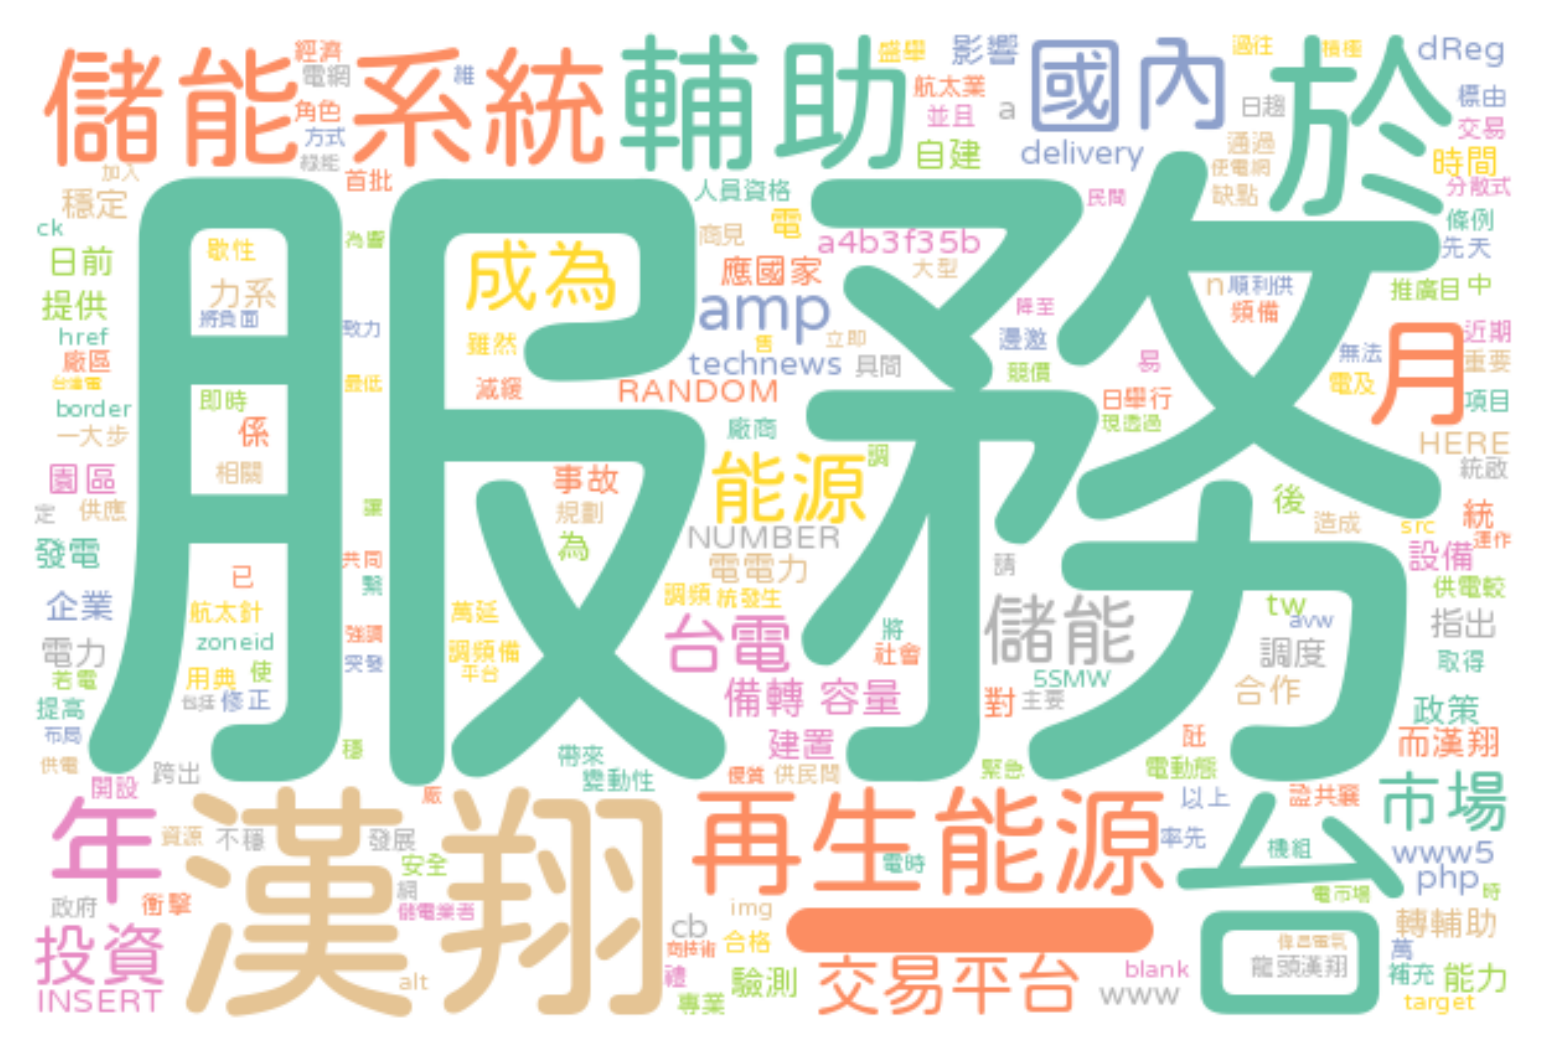 儲能系統 輔助 國內 於
經濟 電網 維 角色 方式 綠能
盛舉 影響 航太業 並且 a 自建 delivery
過往 積極 dReg 日趨 標由 交易 通過 使電網 時間 缺點 分散式
加入 首批 穩定 人員資格 民間 條例
ck 為響 商見 電 a4b3f35b 先天
日前 歇性 成為 應國家 大型
提供 力系 將負面 amp 降至 n 順利供 頻備 推廣目 中
href 致力 雖然 售 立即 邊邀 月 近期
廠區 technews 具間 競價 易 無法 重要
最低 減緩 RANDOM 日舉行 電及 項目
border 即時 廠商 現透過
一大步 係 調 HERE
園區 相關 事故 能源 統啟
定 供應 讓 規劃 後 造成 src 統
發電 共同 為 NUMBER 請 設備 運作
已 緊 電電力 供電較
企業 航太針 萬延 調頻 統發生 儲能 tw avw 指出
電力 zoneid 強調 突發 調頻備 平台 台電 將 社會 調度 取得
若電 用典 使 5SMW 合作
提高 包括 修正 備轉 容量 對 主要 政策
布局 穩 帶來 建置 而漢翔
供電 跨出 變動性 優質 供民間 緊急 電動態
服務
開設 廠 以上 證共襄 市場
年 漢翔 再生能源 台
資源 不穩 發展 電時 率先 機組 www5
安全 網 php 時
政府 衝擊 儲電業者 img 電市場 轉輔助
投資 cb 商技術 合格 龍頭漢翔 萬
INSERT alt 禮 專業 驗測 交易平台 blank www 補充 能力 target